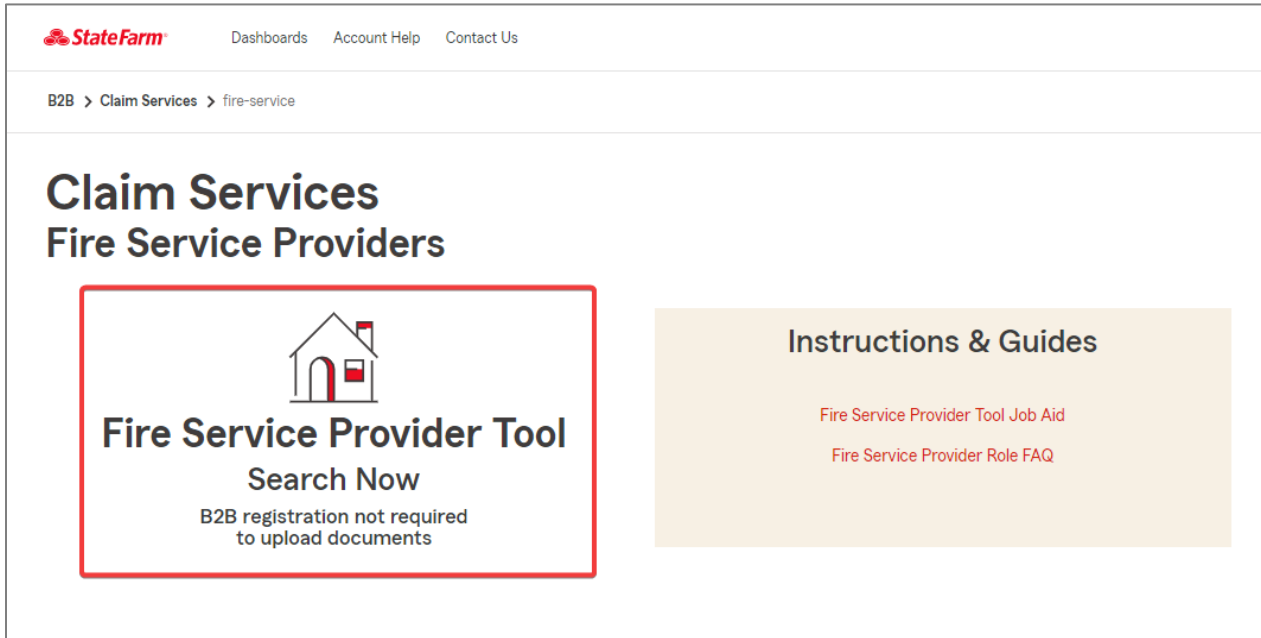 StateFarm®
Dashboards Account Help Contact Us
B2B > Claim Services > fire-service
Claim Services
Fire Service Providers
Fire Service Provider Tool
Search Now
B2B registration not required
to upload documents
Instructions & Guides
Fire Service Provider Tool Job Aid
Fire Service Provider Role FAQ